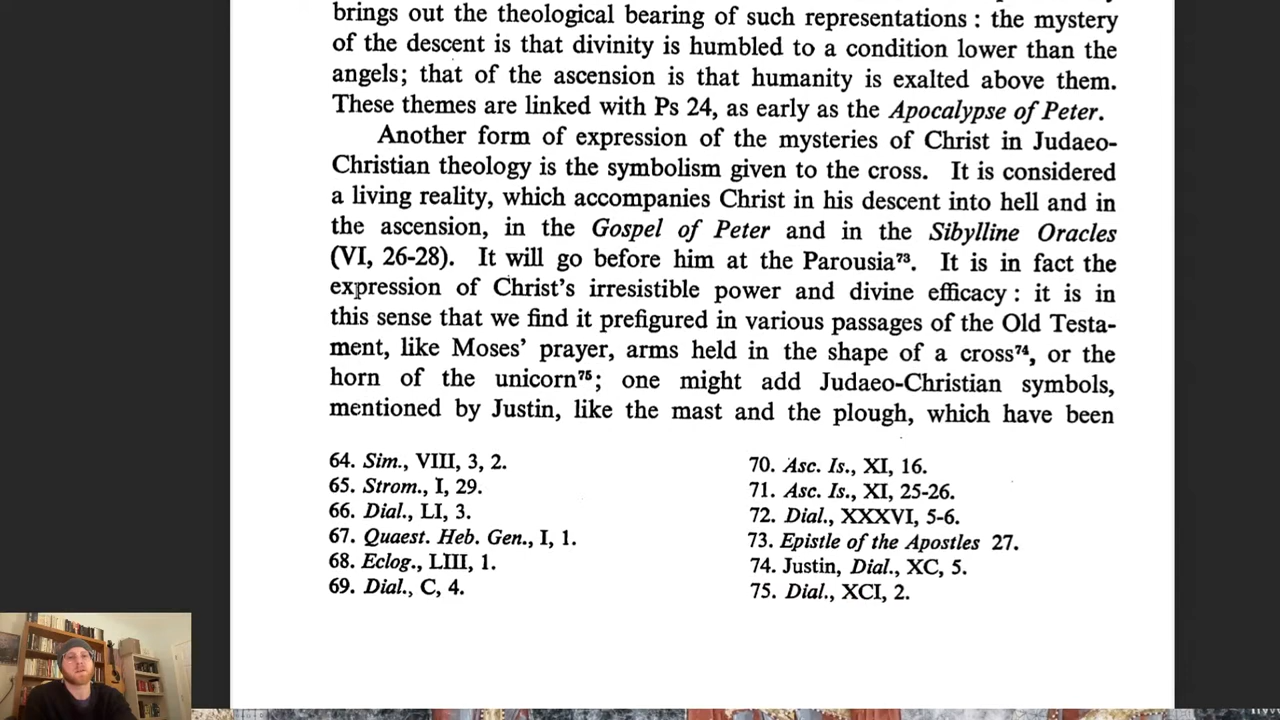 brings out the theological bearing of such representations : the mystery
of the descent is that divinity is humbled to a condition lower than the
angels; that of the ascension is that humanity is exalted above them.
These themes are linked with Ps 24, as early as the Apocalypse of Peter.
Another form of expression of the mysteries of Christ in Judaeo-
Christian theology is the symbolism given to the cross. It is considered
a living reality, which accompanies Christ in his descent into hell and in
the ascension, in the Gospel of Peter and in the Sibylline Oracles
(VI, 26-28). It will go before him at the Parousia⁷³. It is in fact the
expression of Christ's irresistible power and divine efficacy : it is in
this sense that we find it prefigured in various passages of the Old Testa-
ment, like Moses' prayer, arms held in the shape of a cross⁷⁴, or the
horn of the unicorn⁷⁵; one might add Judaeo-Christian symbols,
mentioned by Justin, like the mast and the plough, which have been
64. Sim., VIII, 3, 2.
65. Strom., I, 29.
66. Dial., LI, 3.
67. Quaest. Heb. Gen., I, 1.
68. Eclog., LIII, 1.
69. Dial., C, 4.
70. Asc. Is., XI, 16.
71. Asc. Is., XI, 25-26.
72. Dial., XXXVI, 5-6.
73. Epistle of the Apostles 27.
74. Justin, Dial., XC, 5.
75. Dial., XCI, 2.